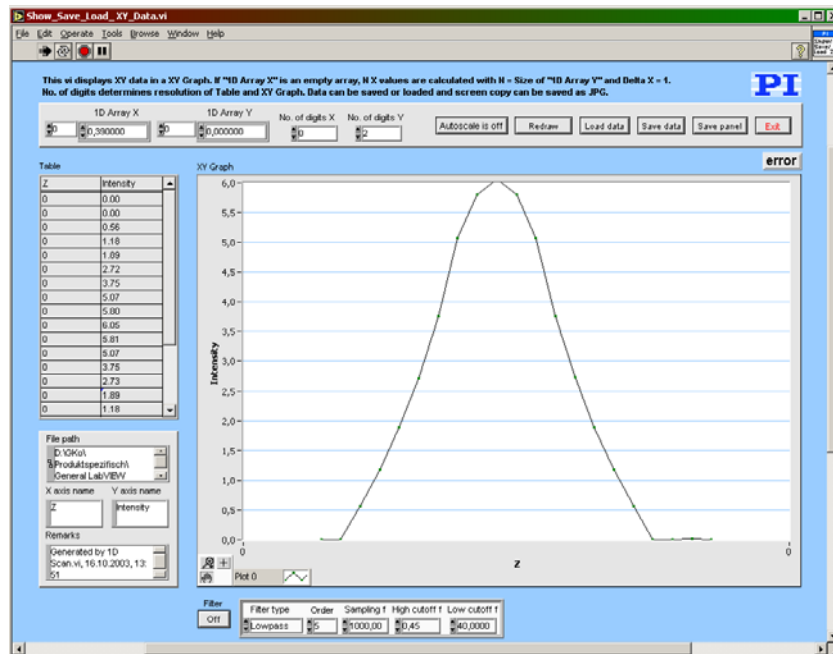 Show_Save_Load_ XY_Data.vi
File Edit Operate Tools Browse Window Help
This vi displays XY data in a XY Graph. If "1D Array X" is an empty array, N X values are calculated with N = Size of "1D Array Y" and Delta X = 1.
No. of digits determines resolution of Table and XY Graph. Data can be saved or loaded and screen copy can be saved as JPG.
PI
1D Array X 1D Array Y No. of digits X No. of digits Y
0 0,390000 0 0,000000 0 2
Autoscale is off Redraw Load data Save data Save panel Exit
error
Table
Z Intensity
0 0.00
0 0.00
0 0.56
0 1.18
0 1.89
0 2.72
0 3.75
0 5.07
0 5.80
0 6.05
0 5.81
0 5.07
0 3.75
0 2.73
0 1.89
0 1.18
XY Graph
6,0
5,5
5,0
4,5
4,0
3,5
3,0
2,5
2,0
1,5
1,0
0,5
0,0
Intensity
0 0
Z
Plot 0
File path
D:\GKo\
Produktspezifisch\
General LabVIEW
X axis name Y axis name
Z Intensity
Remarks
Generated by 1D
Scan.vi, 16.10.2003, 13:
51
Filter
Off
Filter type Order Sampling f High cutoff f Low cutoff f
Lowpass 5 1000,00 0,45 40,0000